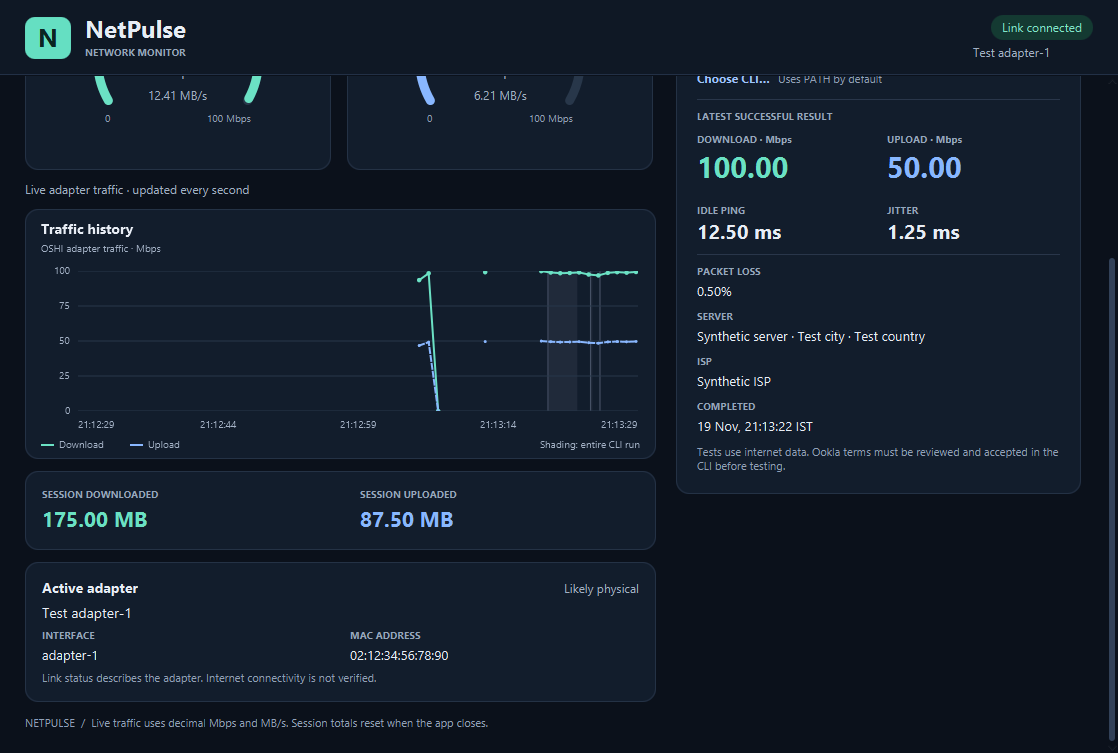 N
NetPulse
NETWORK MONITOR
Link connected
Test adapter-1
12.41 MB/s
0
100 Mbps
6.21 MB/s
0
100 Mbps
Live adapter traffic · updated every second
Traffic history
OSHI adapter traffic · Mbps
100
75
50
25
0
21:12:29
21:12:44
21:12:59
21:13:14
21:13:29
Download
Upload
Shading: entire CLI run
SESSION DOWNLOADED
175.00 MB
SESSION UPLOADED
87.50 MB
Active adapter
Likely physical
Test adapter-1
INTERFACE
adapter-1
MAC ADDRESS
02:12:34:56:78:90
Link status describes the adapter. Internet connectivity is not verified.
NETPULSE / Live traffic uses decimal Mbps and MB/s. Session totals reset when the app closes.
Choose CLI... Uses PATH by default
LATEST SUCCESSFUL RESULT
DOWNLOAD · Mbps
100.00
UPLOAD · Mbps
50.00
IDLE PING
12.50 ms
JITTER
1.25 ms
PACKET LOSS
0.50%
SERVER
Synthetic server · Test city · Test country
ISP
Synthetic ISP
COMPLETED
19 Nov, 21:13:22 IST
Tests use internet data. Ookla terms must be reviewed and accepted in the
CLI before testing.